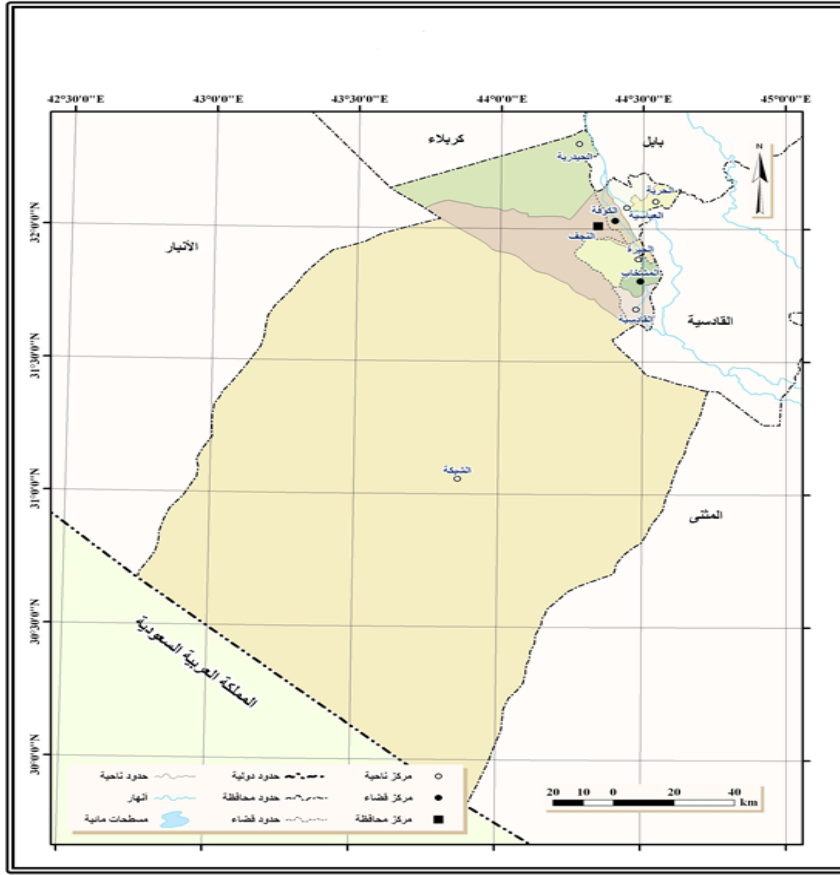 42°30'0"E 43°0'0"E 43°30'0"E 44°0'0"E 44°30'0"E 45°0'0"E
كربلاء
بابل
N
الحيدرية
الحرية
العباسية
الكوفة
32°0'0"N
النجف
الأنبار
الحيرة
المشخاب
القادسية
القادسية
31°30'0"N
الشبكة
31°0'0"N
المثنى
30°30'0"N
المملكة العربية السعودية
30°0'0"N
مركز ناحية
حدود دولية
حدود ناحية
مركز قضاء
حدود محافظة
انهار
مركز محافظة
حدود قضاء
مسطحات مائية
20 10 0 20 40
km